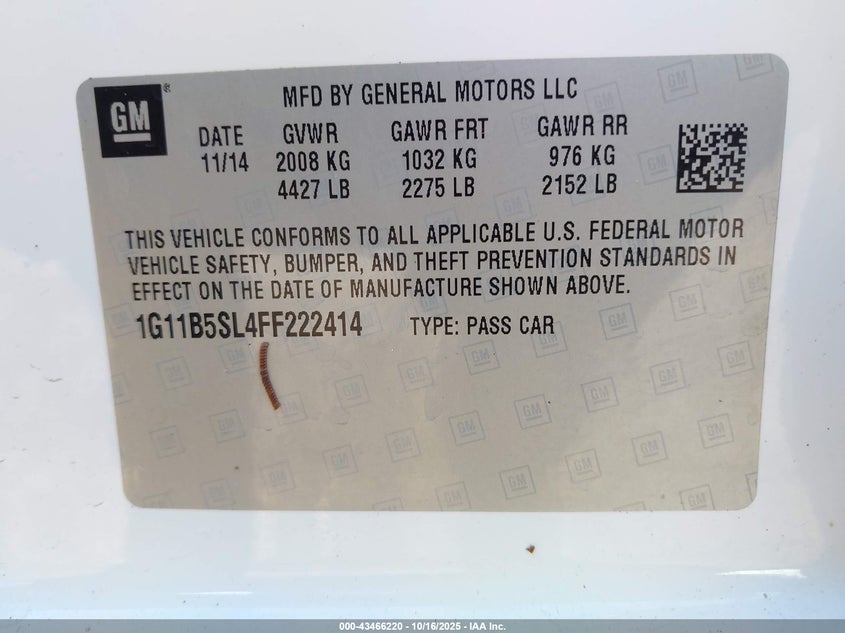 GM
MFD BY GENERAL MOTORS LLC
DATE GVWR GAWR FRT GAWR RR
11/14 2008 KG 1032 KG 976 KG
4427 LB 2275 LB 2152 LB
THIS VEHICLE CONFORMS TO ALL APPLICABLE U.S. FEDERAL MOTOR
VEHICLE SAFETY, BUMPER, AND THEFT PREVENTION STANDARDS IN
EFFECT ON THE DATE OF MANUFACTURE SHOWN ABOVE.
1G11B5SL4FF222414 TYPE: PASS CAR
000-43466220 - 10/16/2025 - IAA Inc.